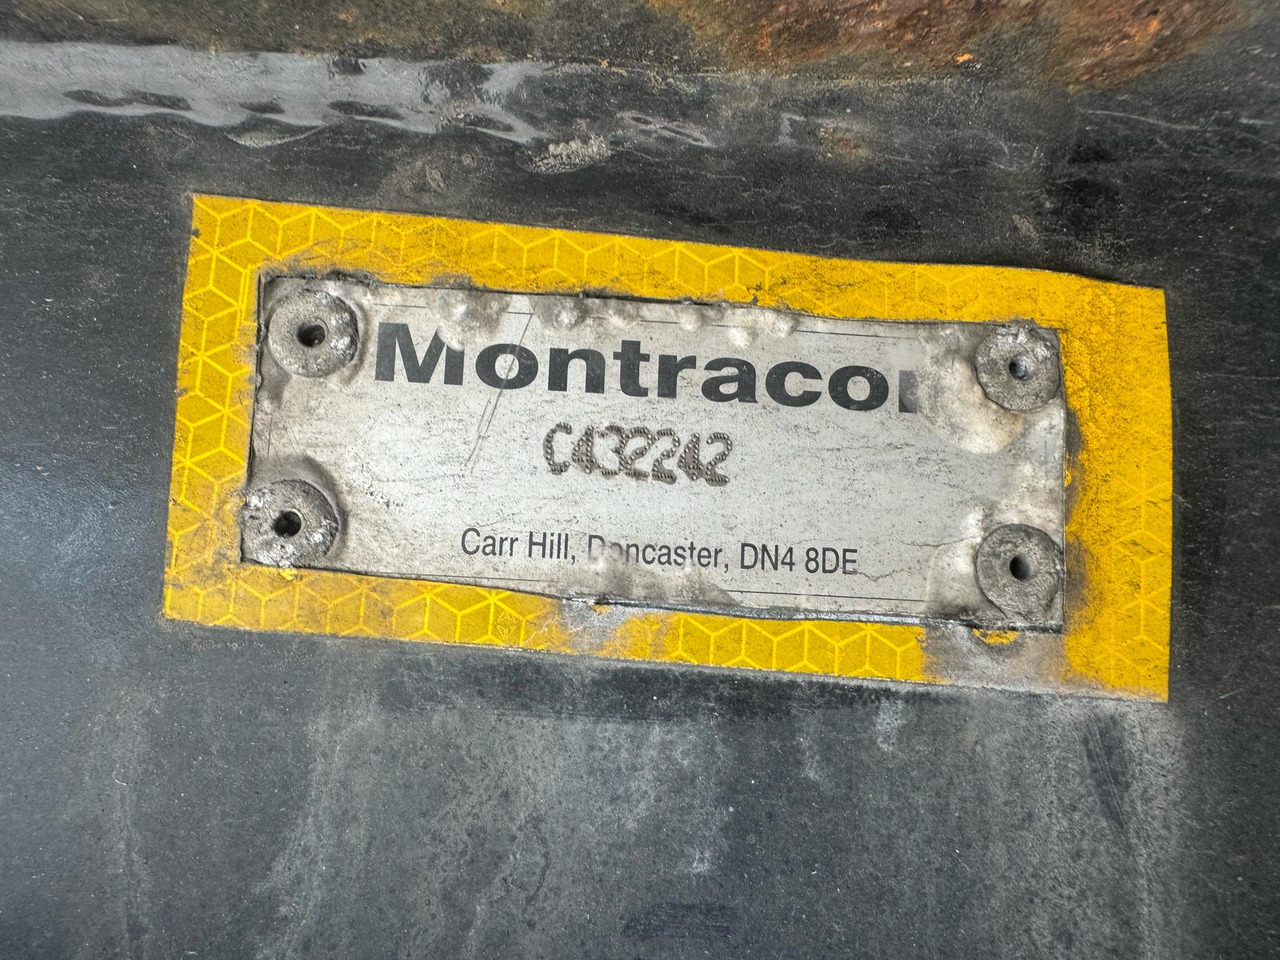 Montracon
C432242
Carr Hill, Doncaster, DN4 8DE